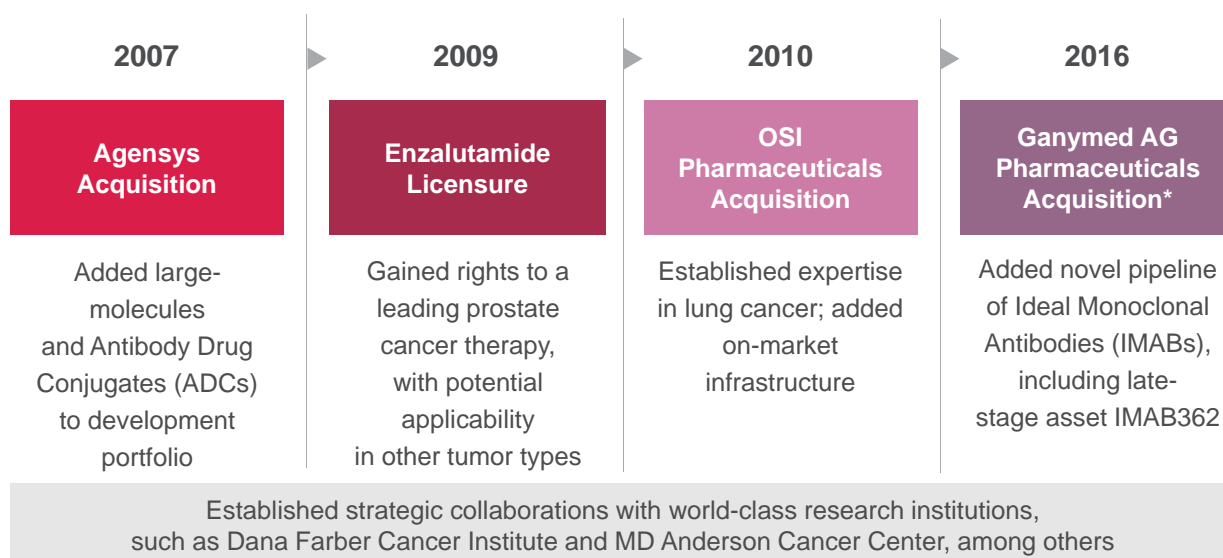 2007
Agensys
Acquisition
Added large-
molecules
and Antibody Drug
Conjugates (ADCs)
to development
portfolio
2009
Enzalutamide
Licensure
Gained rights to a
leading prostate
cancer therapy,
with potential
applicability
in other tumor types
2010
OSI
Pharmaceuticals
Acquisition
Established expertise
in lung cancer; added
on-market
infrastructure
2016
Ganymed AG
Pharmaceuticals
Acquisition*
Added novel pipeline
of Ideal Monoclonal
Antibodies (IMABs),
including late-
stage asset IMAB362
Established strategic collaborations with world-class research institutions,
such as Dana Farber Cancer Institute and MD Anderson Cancer Center, among others